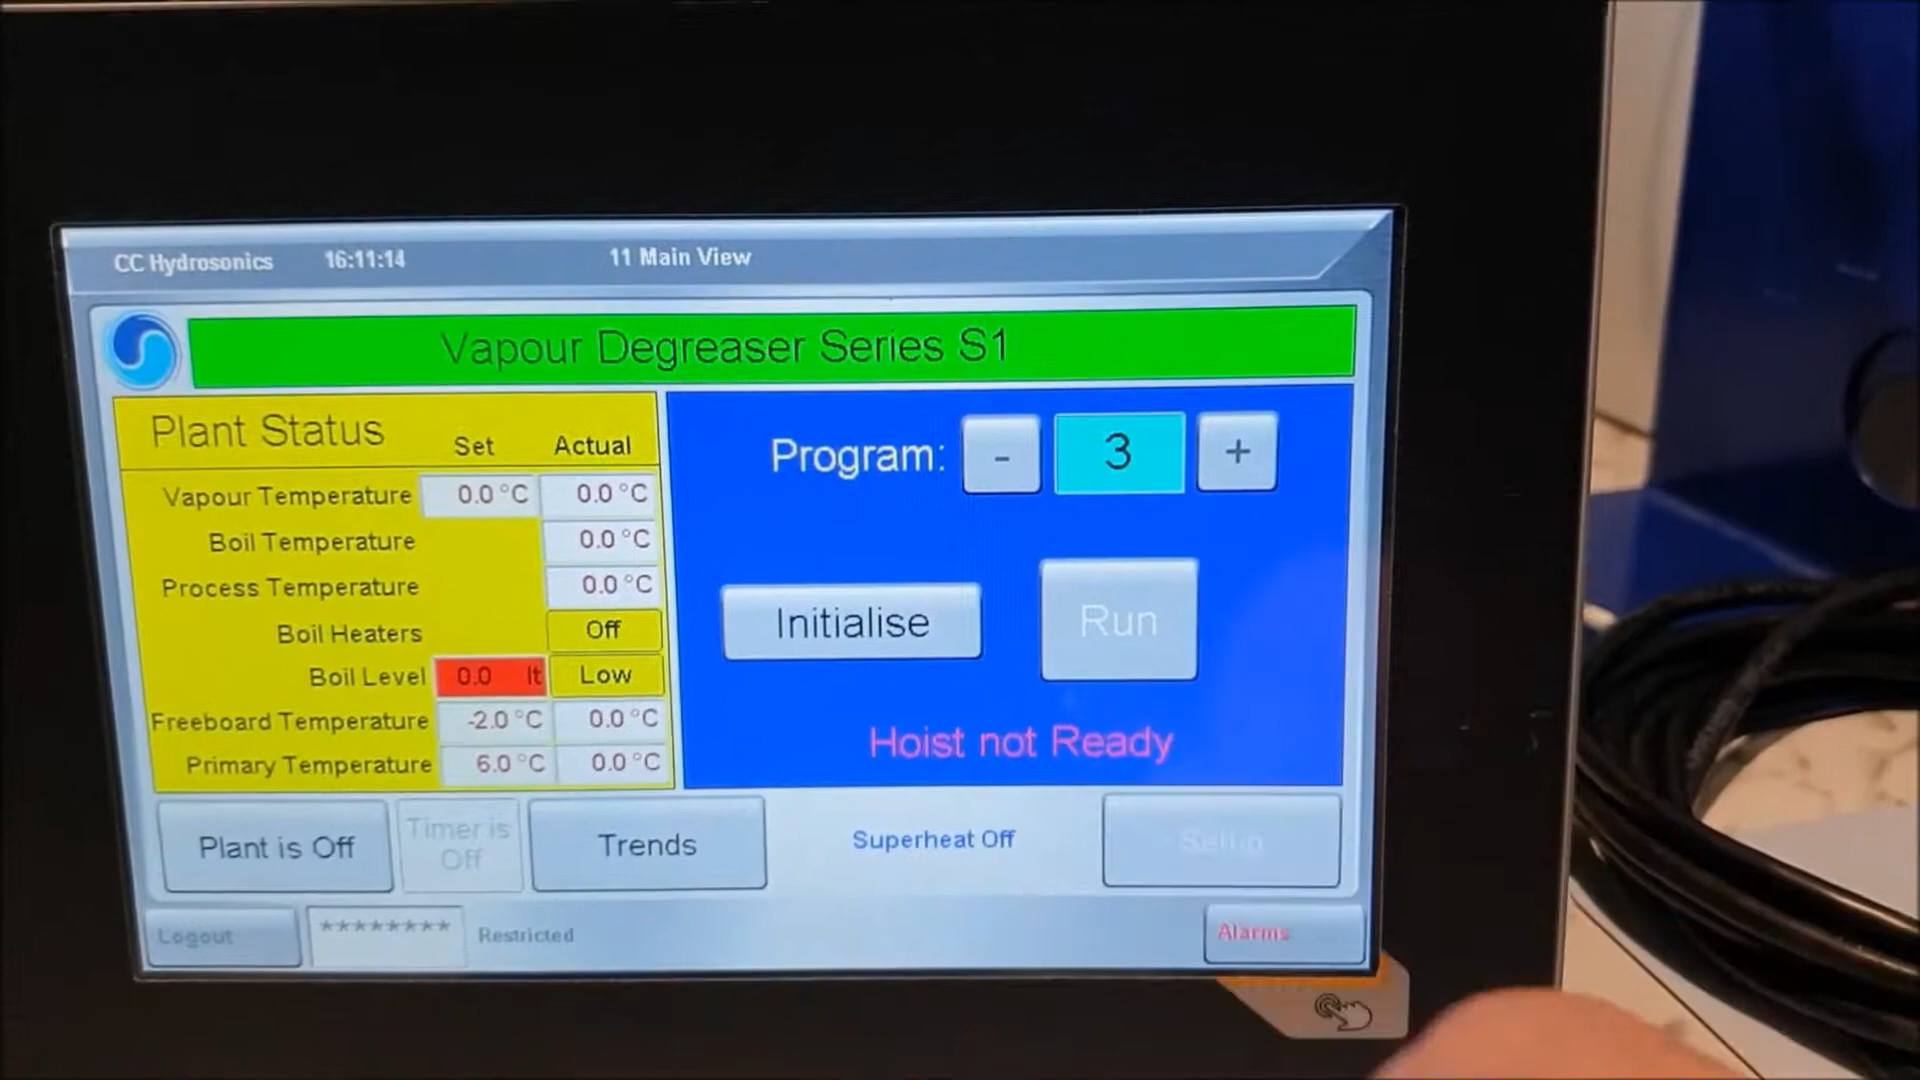 CC Hydrosonics 16:11:14 11 Main View
Vapour Degreaser Series S1
Plant Status Set Actual
Vapour Temperature 0.0 °C 0.0 °C
Boil Temperature 0.0 °C
Process Temperature 0.0 °C
Boil Heaters Off
Boil Level 0.0 lt Low
Freeboard Temperature -2.0 °C 0.0 °C
Primary Temperature 6.0 °C 0.0 °C
Program: - 3 +
Initialise Run
Hoist not Ready
Plant is Off
Timer is
Off
Trends
Superheat Off
Setup
Logout ******** Restricted
Alarms